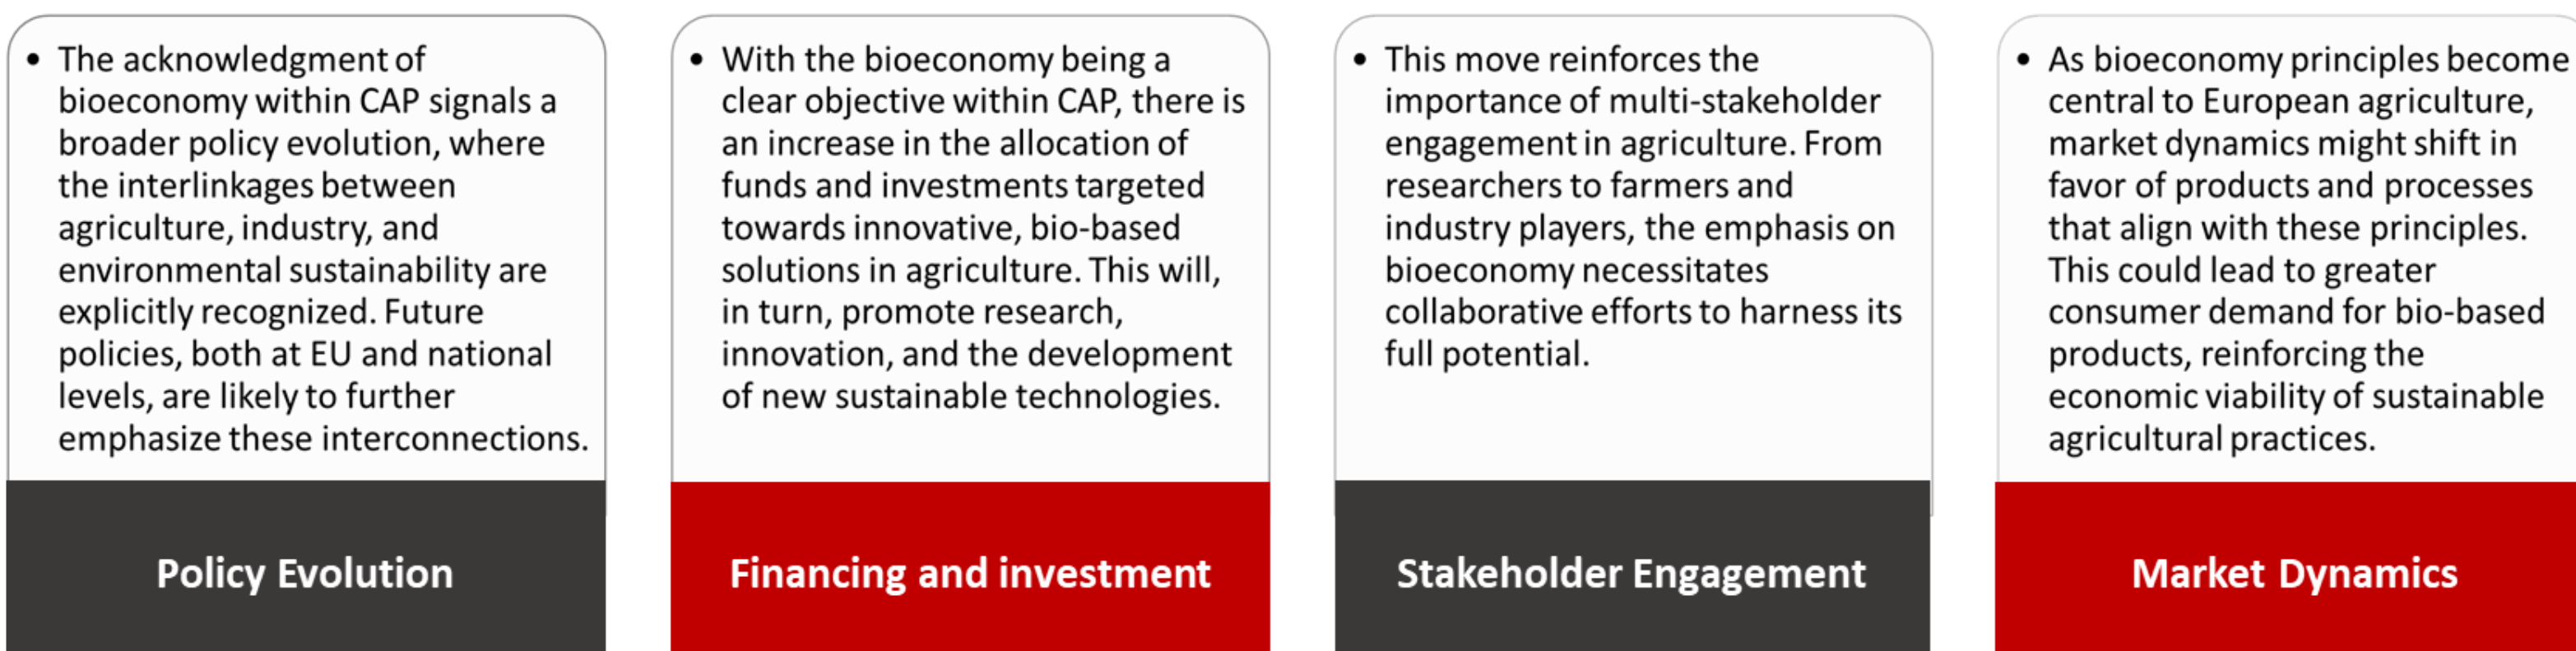 • The acknowledgment of
bioeconomy within CAP signals a
broader policy evolution, where
the interlinkages between
agriculture, industry, and
environmental sustainability are
explicitly recognized. Future
policies, both at EU and national
levels, are likely to further
emphasize these interconnections.
Policy Evolution
• With the bioeconomy being a
clear objective within CAP, there is
an increase in the allocation of
funds and investments targeted
towards innovative, bio-based
solutions in agriculture. This will,
in turn, promote research,
innovation, and the development
of new sustainable technologies.
Financing and investment
• This move reinforces the
importance of multi-stakeholder
engagement in agriculture. From
researchers to farmers and
industry players, the emphasis on
bioeconomy necessitates
collaborative efforts to harness its
full potential.
Stakeholder Engagement
• As bioeconomy principles become
central to European agriculture,
market dynamics might shift in
favor of products and processes
that align with these principles.
This could lead to greater
consumer demand for bio-based
products, reinforcing the
economic viability of sustainable
agricultural practices.
Market Dynamics